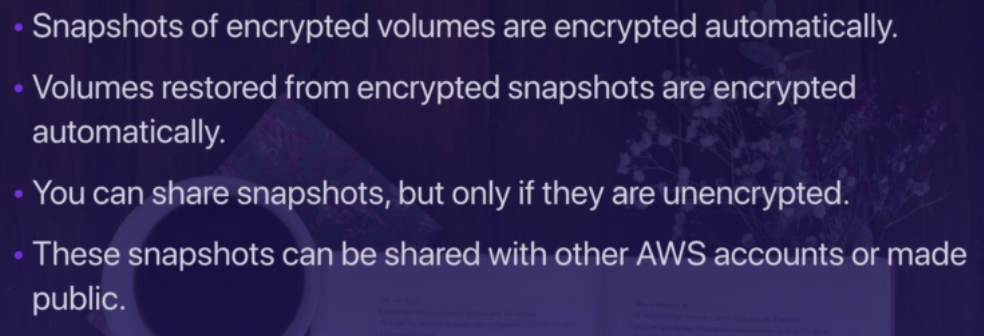 • Snapshots of encrypted volumes are encrypted automatically.
• Volumes restored from encrypted snapshots are encrypted
automatically.
• You can share snapshots, but only if they are unencrypted.
• These snapshots can be shared with other AWS accounts or made
public.